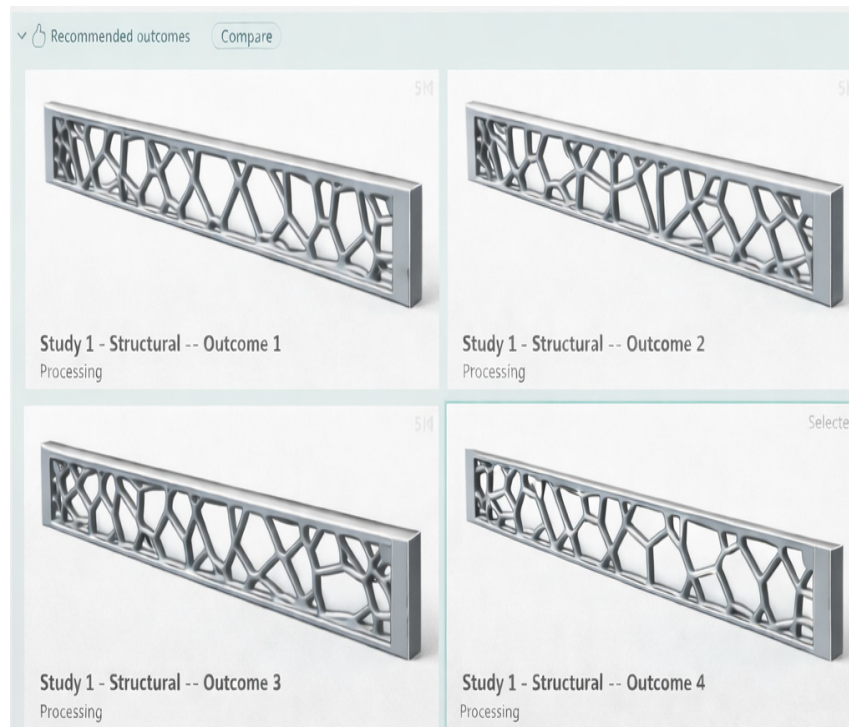 Recommended outcomes Compare
Study 1 - Structural -- Outcome 1
Processing
Study 1 - Structural -- Outcome 2
Processing
Study 1 - Structural -- Outcome 3
Processing
Selecte
Study 1 - Structural -- Outcome 4
Processing